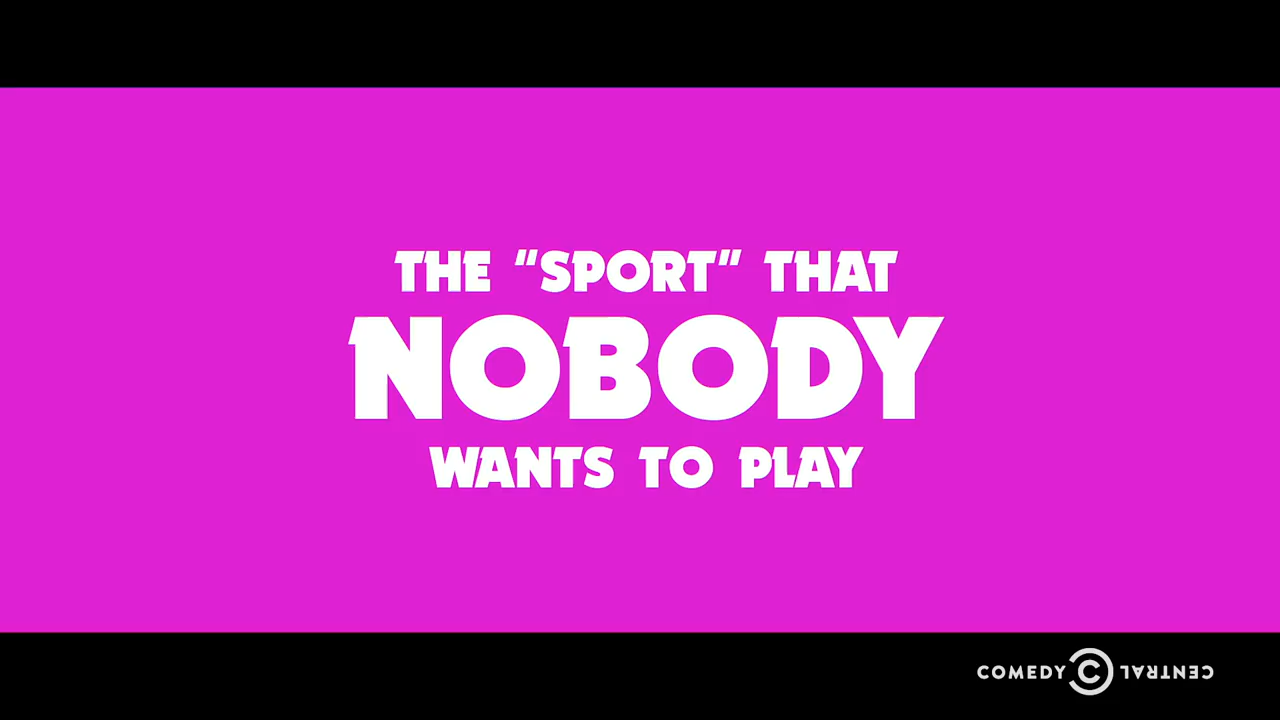 THE "SPORT" THAT
NOBODY
WANTS TO PLAY
COMEDY C CENTRAL